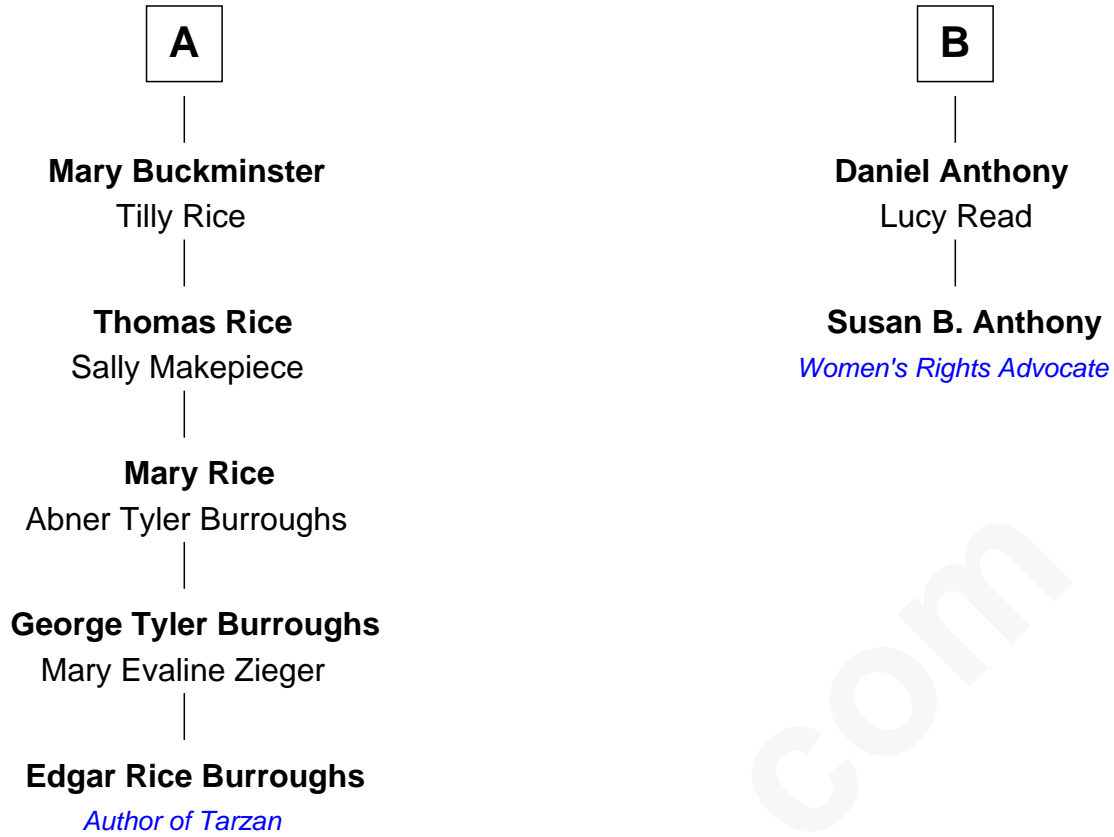 A
Mary Buckminster
Tilly Rice
Thomas Rice
Sally Makepiece
Mary Rice
Abner Tyler Burroughs
George Tyler Burroughs
Mary Evaline Zieger
Edgar Rice Burroughs
Author of Tarzan
B
Daniel Anthony
Lucy Read
Susan B. Anthony
Women's Rights Advocate
com